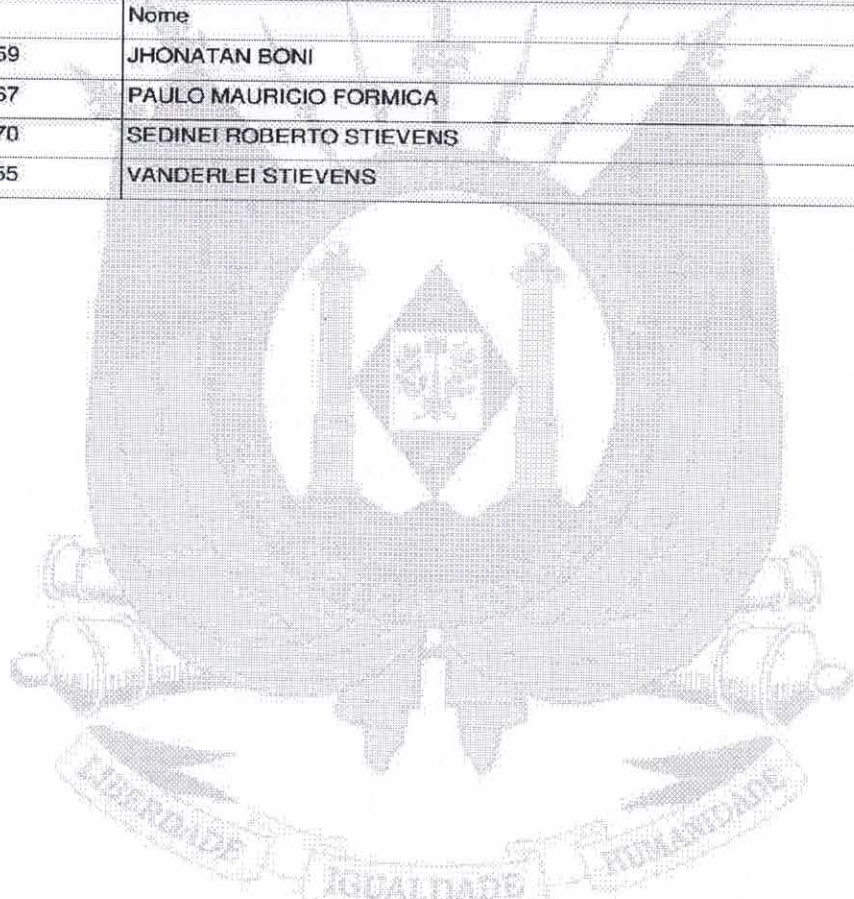 Nome
59 JHONATAN BONI
67 PAULO MAURICIO FORMICA
70 SEDINEI ROBERTO STIEVENS
55 VANDERLEI STIEVENS
LIBERDADE IGUALDADE HUMANIDADE